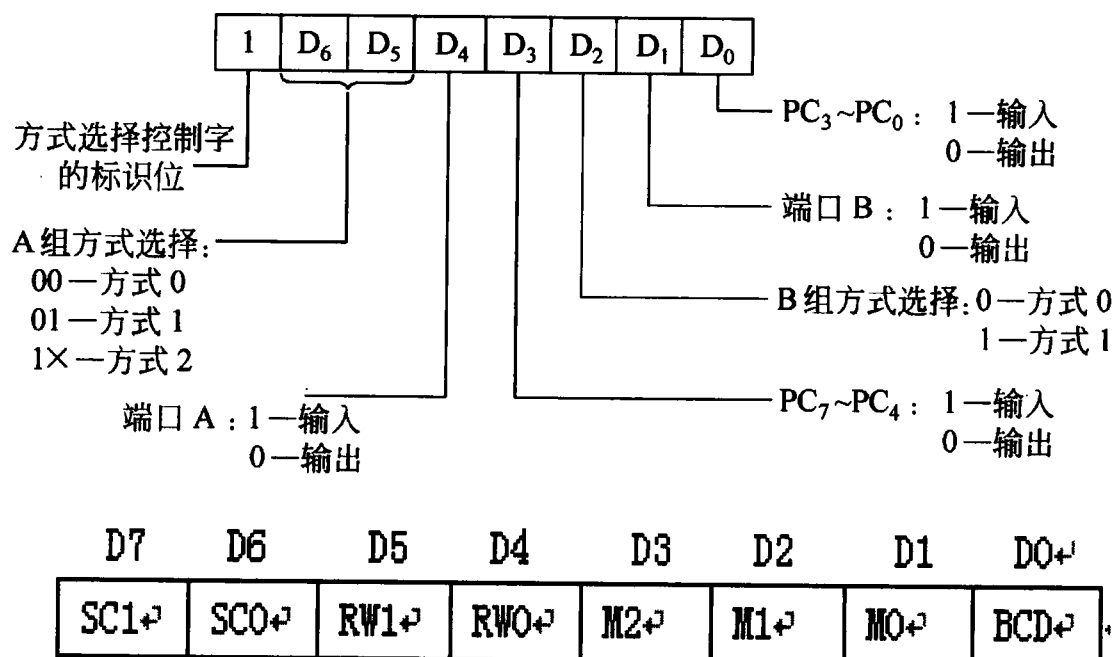 1 D₆ D₅ D₄ D₃ D₂ D₁ D₀
方式选择控制字
的标识位
A组方式选择:
00—方式 0
01—方式 1
1×—方式 2
端口 A：1—输入
0—输出
PC₃~PC₀：1—输入
0—输出
端口 B：1—输入
0—输出
B组方式选择:0—方式 0
1—方式 1
PC₇~PC₄：1—输入
0—输出
D7 D6 D5 D4 D3 D2 D1 D0↵
SC1↵ SC0↵ RW1↵ RW0↵ M2↵ M1↵ M0↵ BCD↵